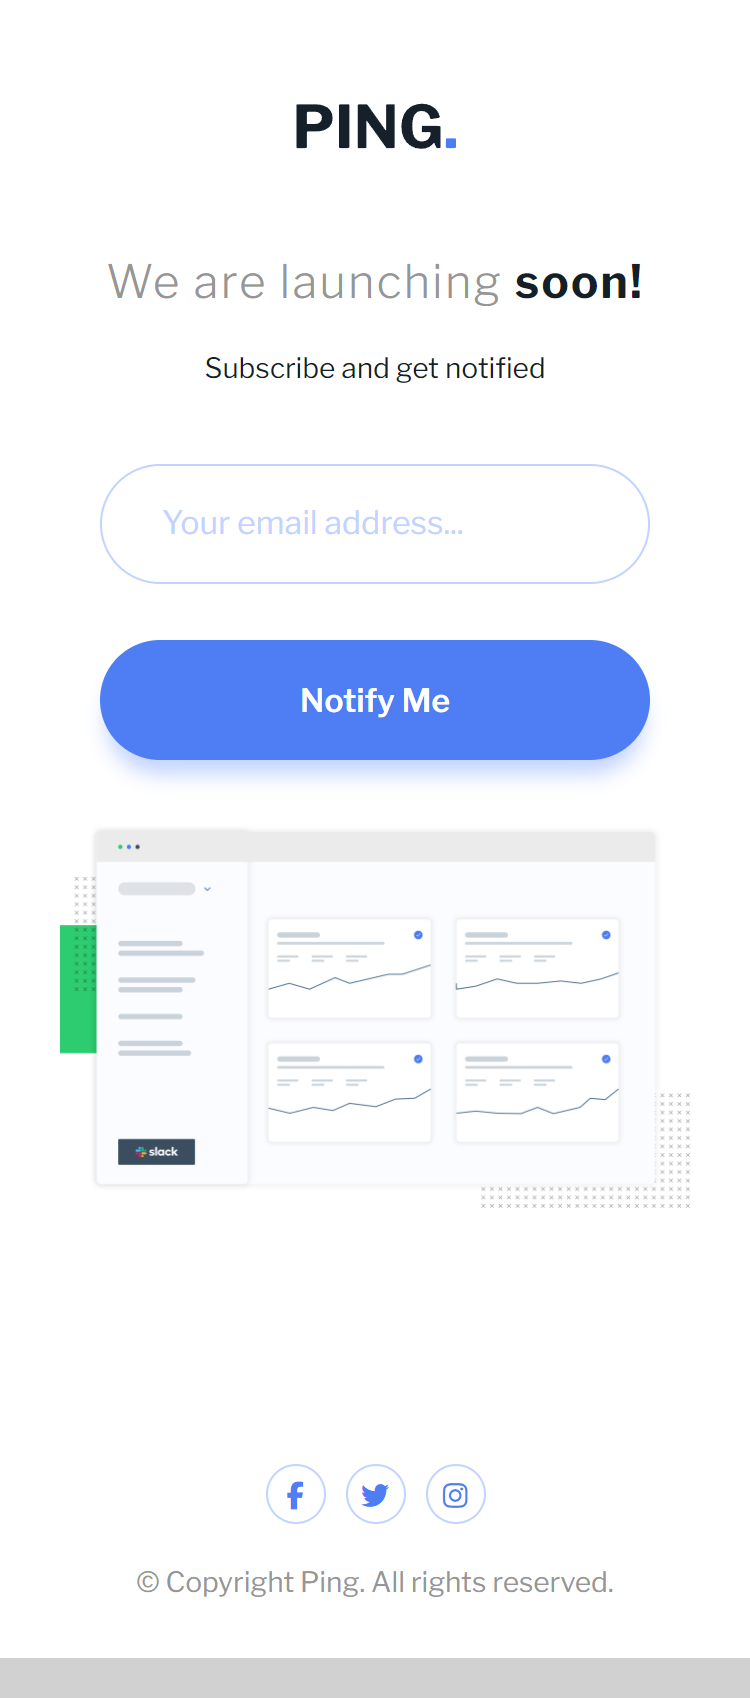 PING.
We are launching soon!
Subscribe and get notified
Your email address...
Notify Me
slack
© Copyright Ping. All rights reserved.